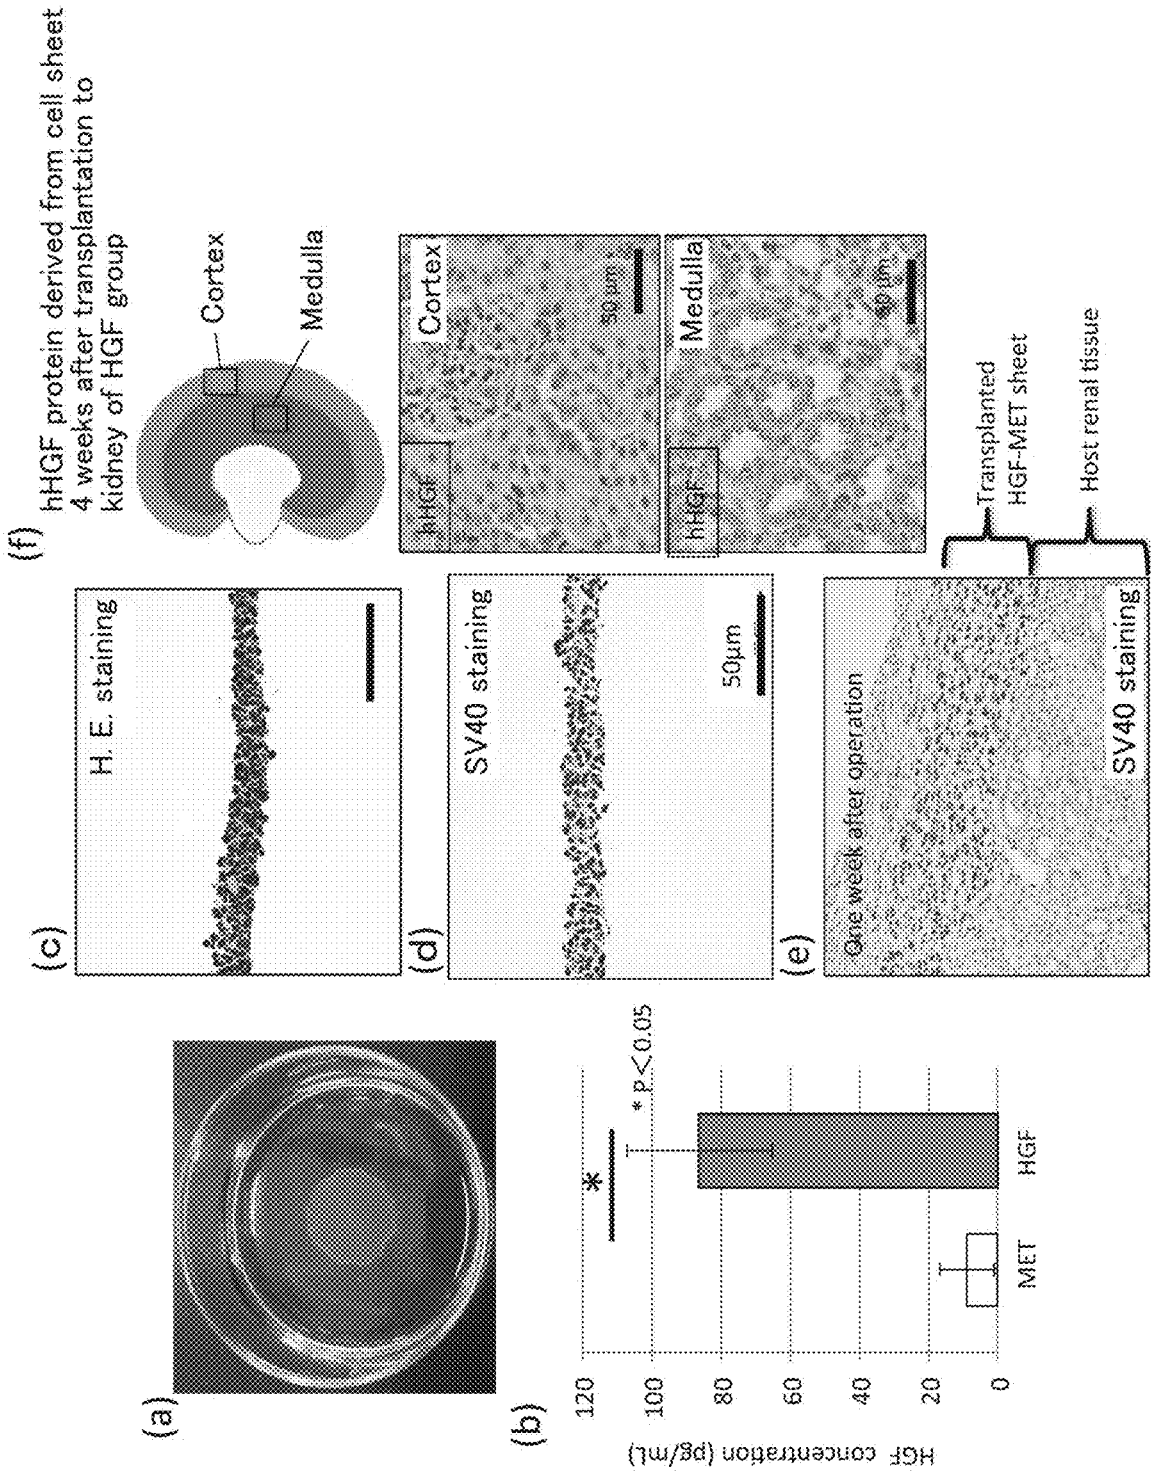 (a)
(b)
HGF concentration (pg/mL)
120
100
80
60
40
20
0
*
* P<0.05
MET
HGF
(c)
H. E. staining
(d)
SV40 staining
50μm
(e)
One week after operation
SV40 staining
Transplanted
HGF-MET sheet
Host renal tissue
(f)
hHGF protein derived from cell sheet
4 weeks after transplantation to
kidney of HGF group
Cortex
Medulla
hHGF
Cortex
50 μm
hHGF
Medulla
50 μm